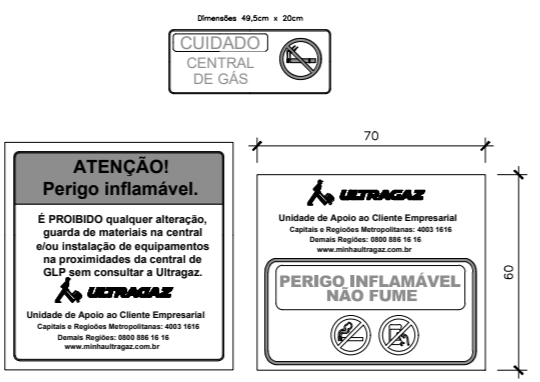 Dimensões 49,5cm x 20cm
CUIDADO
CENTRAL
DE GÁS
ATENÇÃO!
Perigo inflamável.
É PROIBIDO qualquer alteração,
guarda de materiais na central
e/ou instalação de equipamentos
na proximidades da central de
GLP sem consultar a Ultragaz.
ULTRAGAZ
Unidade de Apoio ao Cliente Empresarial
Capitais e Regioões Metropolitanas: 4003 1616
Demais Regiões: 0800 886 16 16
www.minhaultragaz.com.br
70
ULTRAGAZ
Unidade de Apoio ao Cliente Empresarial
Capitais e Regiões Metropolitanas: 4003 1616
Demais Regiões: 0800 886 16 16
www.minhaultragaz.com.br
PERIGO INFLAMÁVEL
NÃO FUME
60